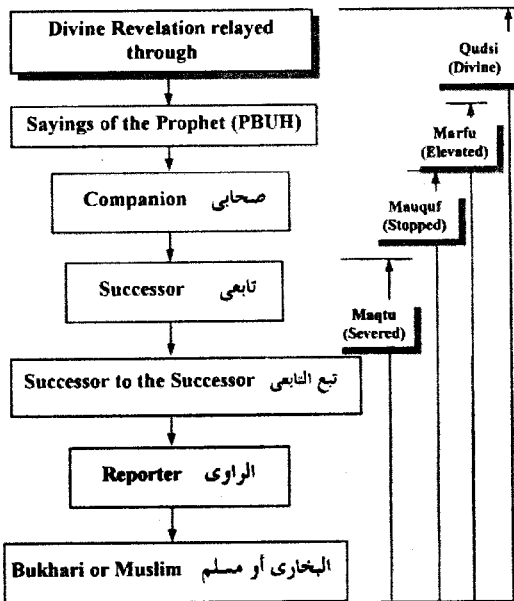 Divine Revelation relayed
through
Sayings of the Prophet (PBUH)
Companion صحابى
Successor تابعى
Successor to the Successor تبع التابعى
Reporter الراوى
Bukhari or Muslim البخارى أو مسلم
Qudsi
(Divine)
Marfu
(Elevated)
Mauquf
(Stopped)
Maqtu
(Severed)